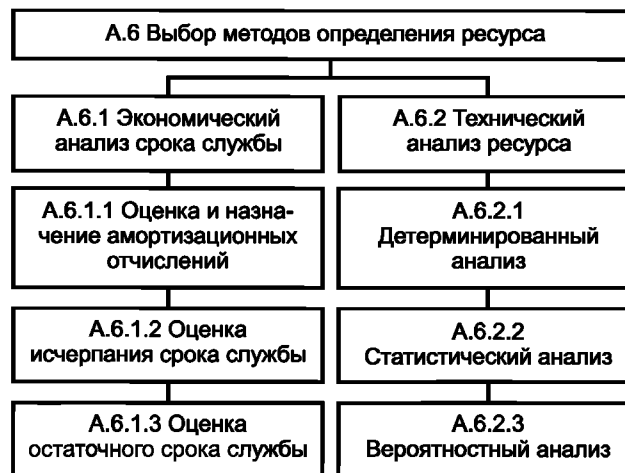 А.6 Выбор методов определения ресурса
А.6.1 Экономический
анализ срока службы
А.6.2 Технический
анализ ресурса
А.6.1.1 Оценка и назна-
чение амортизационных
отчислений
А.6.2.1
Детерминированный
анализ
А.6.1.2 Оценка
исчерпания срока службы
А.6.2.2
Статистический анализ
А.6.1.3 Оценка
остаточного срока службы
А.6.2.3
Вероятностный анализ